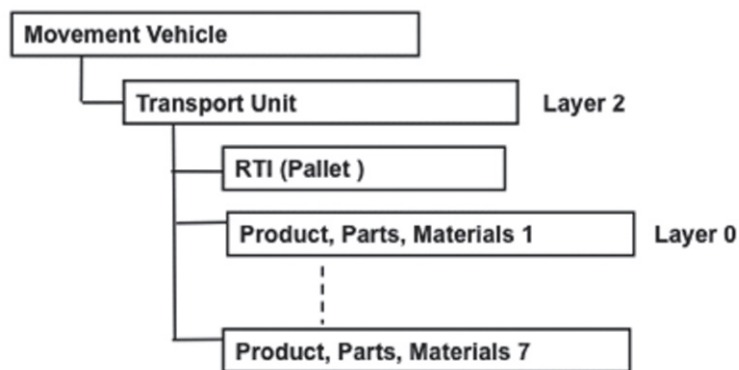 Movement Vehicle
Transport Unit Layer 2
RTI (Pallet )
Product, Parts, Materials 1 Layer 0
Product, Parts, Materials 7